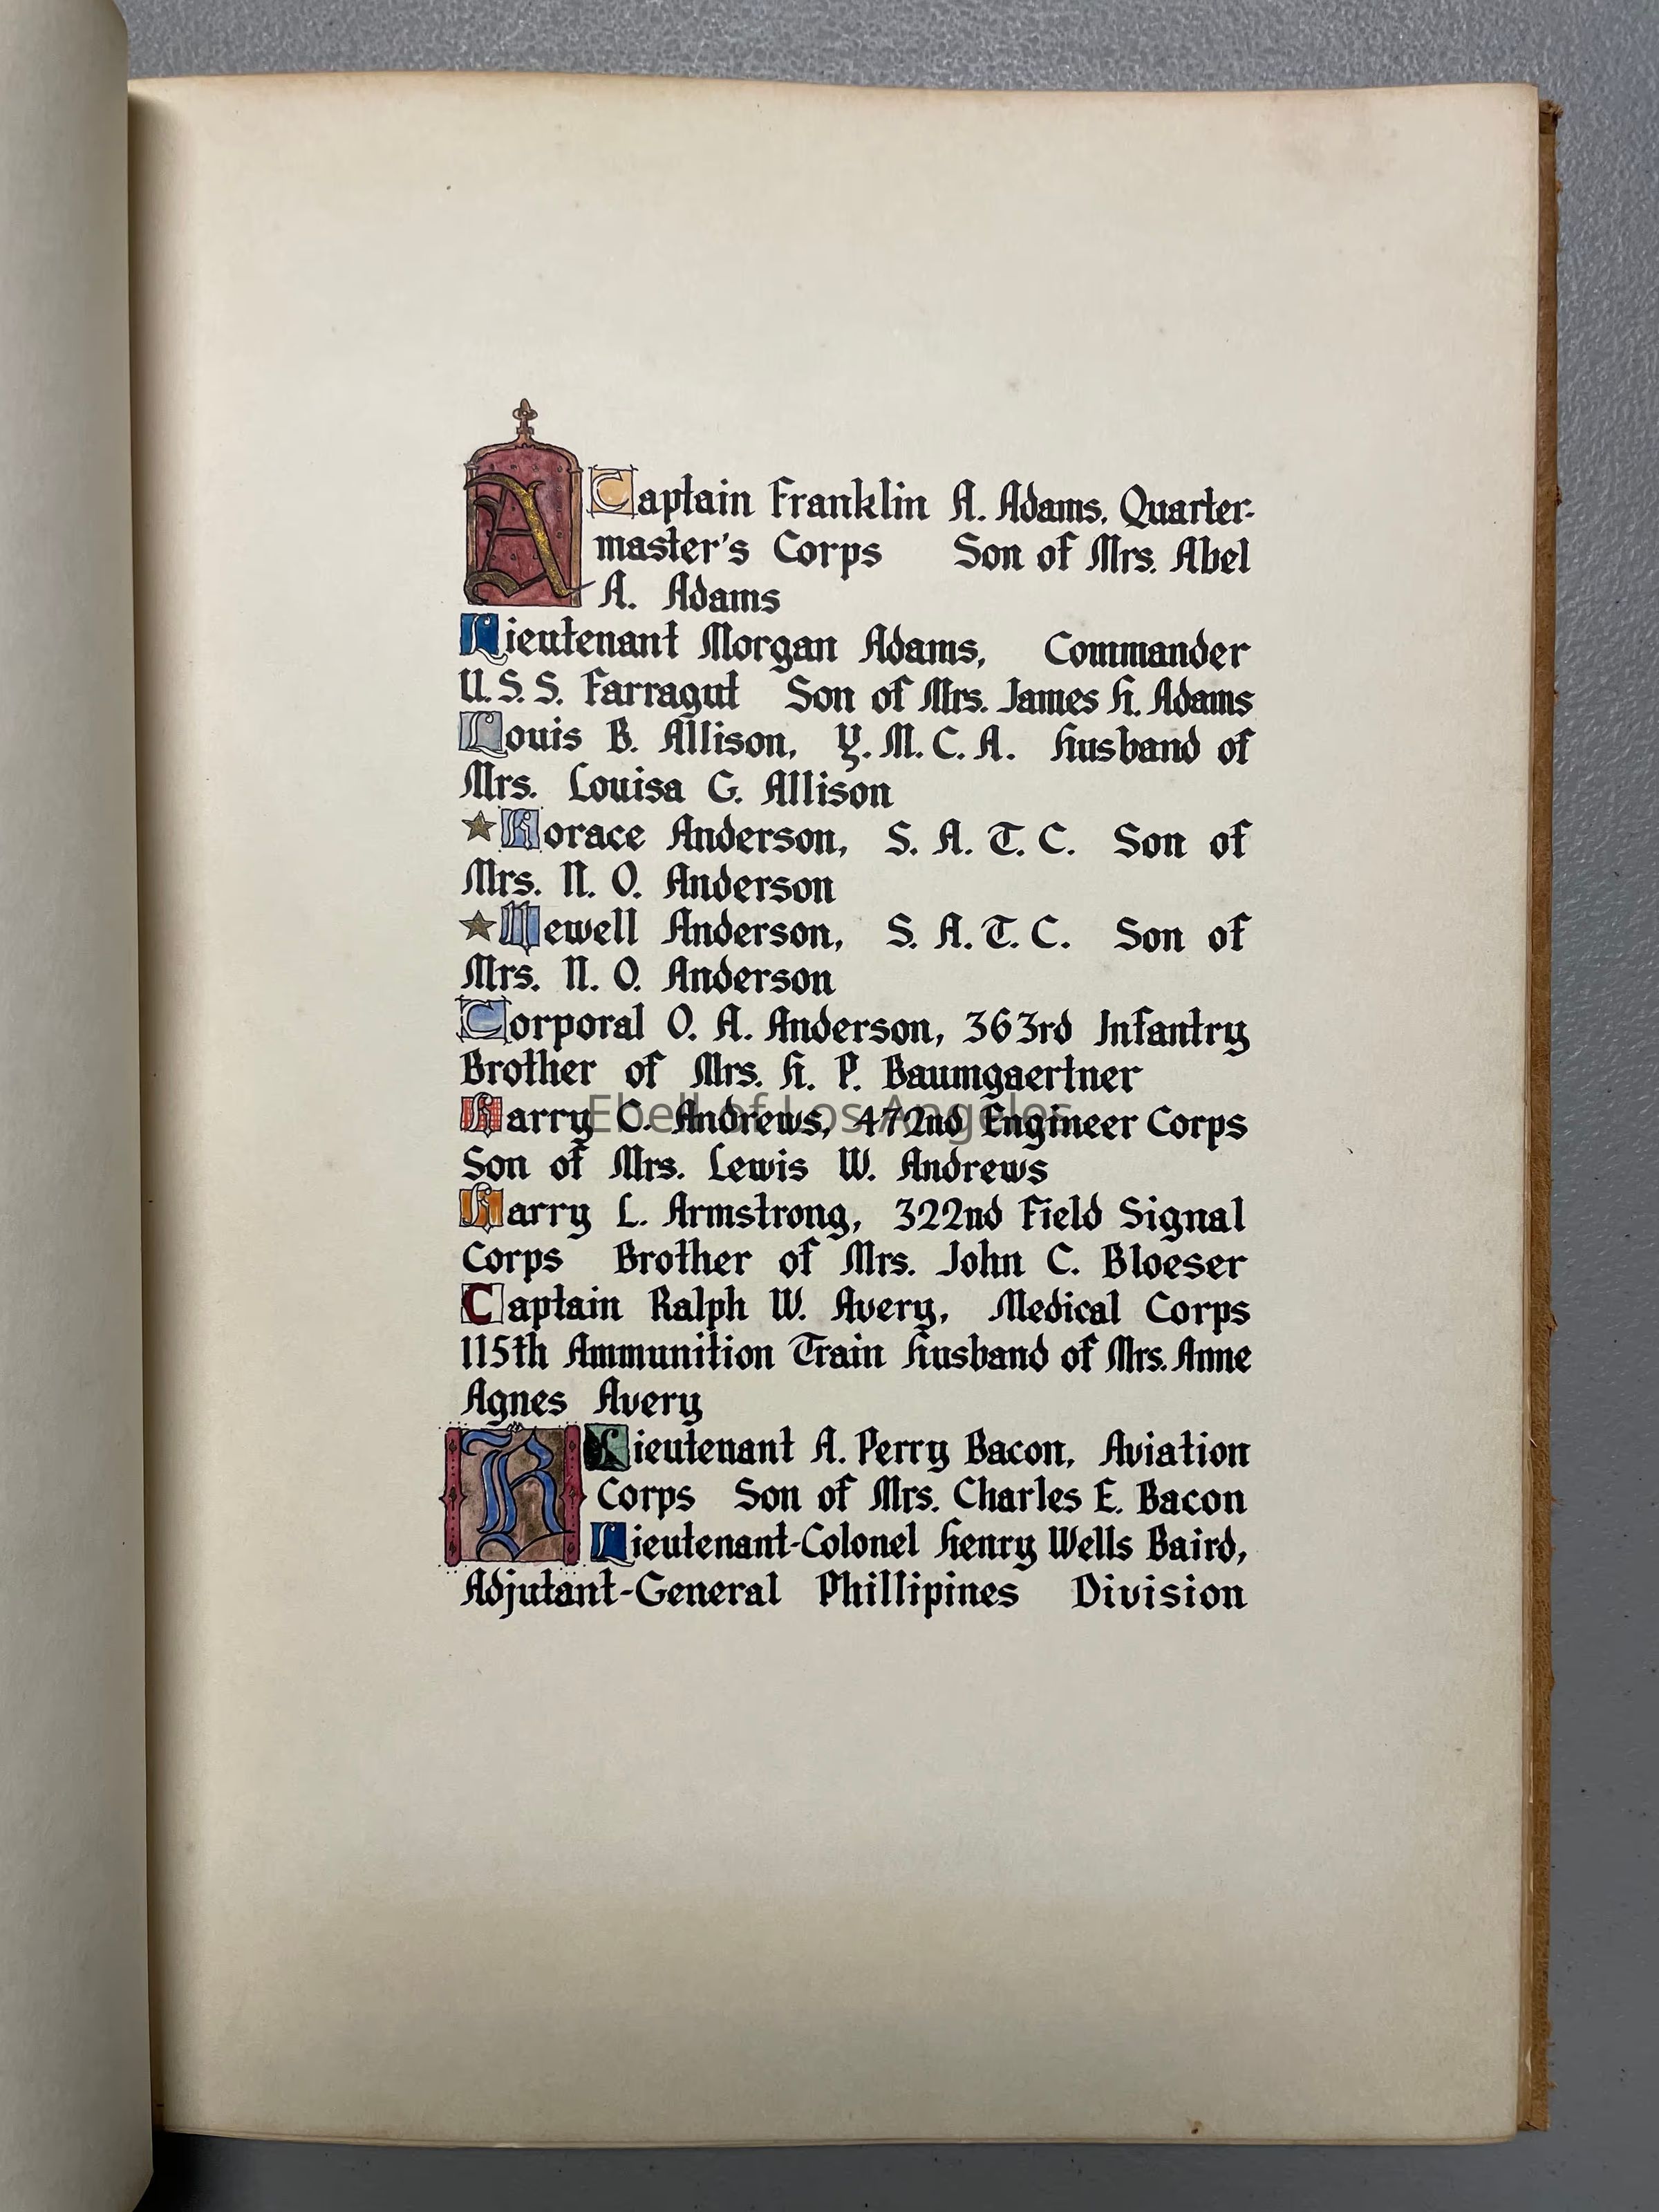 A
Captain Franklin A. Adams, Quarter-
master's Corps Son of Mrs. Abel
A. Adams
Lieutenant Morgan Adams, Commander
U.S.S. Farragut Son of Mrs. James H. Adams
Louis B. Allison, Y.M.C.A. Husband of
Mrs. Louisa G. Allison
★Horace Anderson, S.A.T.C. Son of
Mrs. N. O. Anderson
★Newell Anderson, S.A.T.C. Son of
Mrs. N. O. Anderson
Corporal O. A. Anderson, 363rd Infantry
Brother of Mrs. H. P. Baumgaertner
Harry C. Andrews, 472nd Engineer Corps
Ebell of Los Angeles
Son of Mrs. Lewis W. Andrews
Harry L. Armstrong, 322nd Field Signal
Corps Brother of Mrs. John C. Bloeser
Captain Ralph W. Avery, Medical Corps
115th Ammunition Train Husband of Mrs. Anne
Agnes Avery
B
Lieutenant A. Perry Bacon, Aviation
Corps Son of Mrs. Charles E. Bacon
Lieutenant-Colonel Henry Wells Baird,
Adjutant-General Phillipines Division